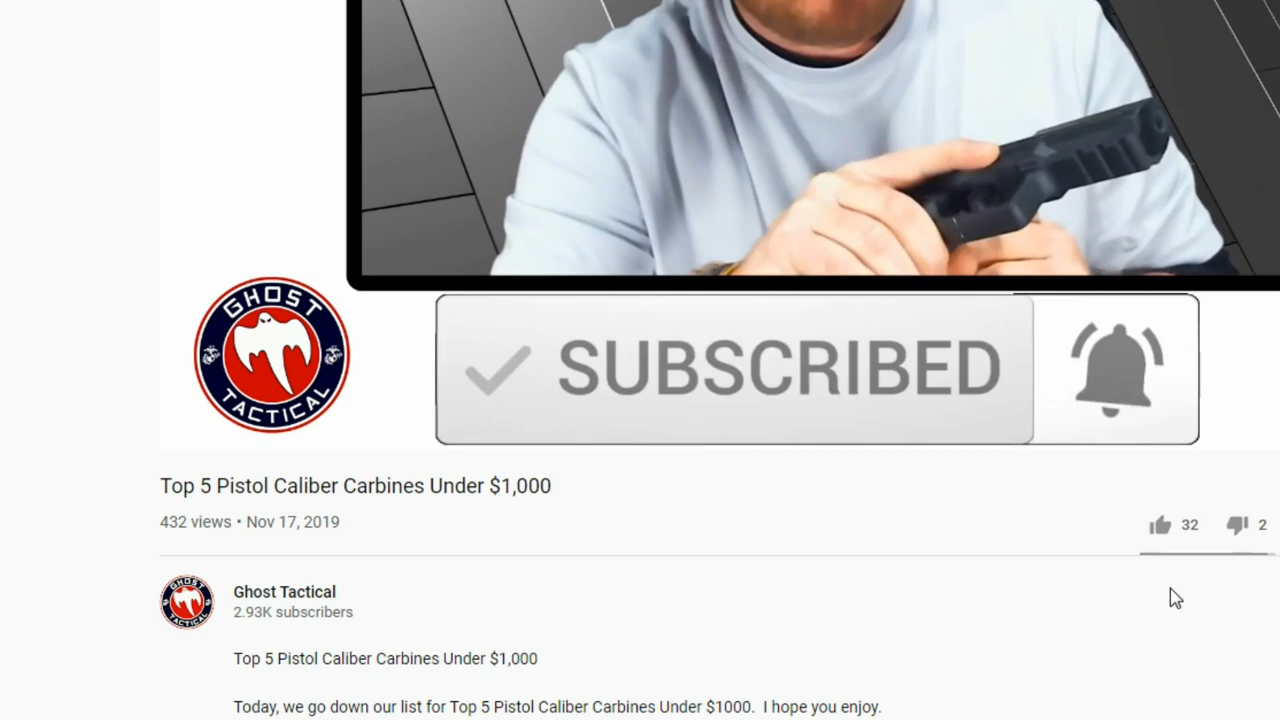 GHOST
TACTICAL
SUBSCRIBED
Top 5 Pistol Caliber Carbines Under $1,000
432 views • Nov 17, 2019
32
2
GHOST
TACTICAL
Ghost Tactical
2.93K subscribers
Top 5 Pistol Caliber Carbines Under $1,000
Today, we go down our list for Top 5 Pistol Caliber Carbines Under $1000. I hope you enjoy.